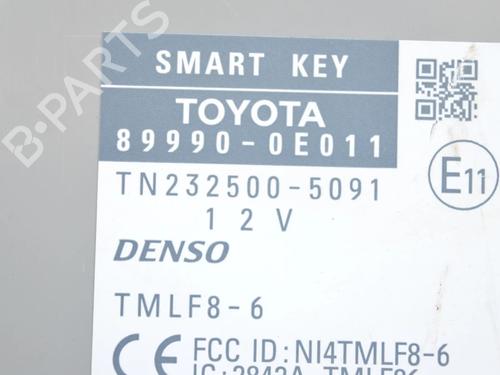 SMART KEY
TOYOTA
89990-0E011
TN232500-5091
12V
DENSO
TMLF8-6
CE FCC ID:NI4TMLF8-6
E11
B-PARTS